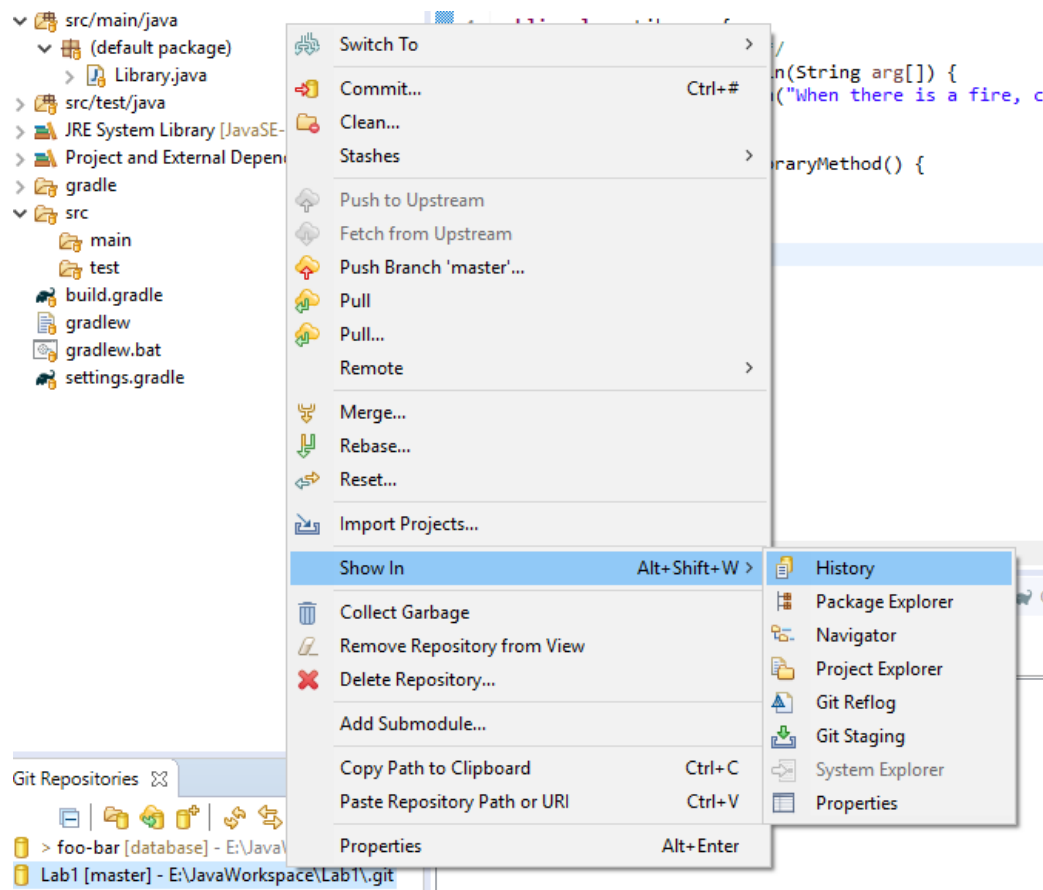 src/main/java
(default package)
Library.java
src/test/java
JRE System Library [JavaSE-
Project and External Depen
gradle
src
main
test
build.gradle
gradlew
gradlew.bat
settings.gradle
/
n(String arg[]) {
("When there is a fire, c
raryMethod() {
Switch To
Commit... Ctrl+#
Clean...
Stashes
Push to Upstream
Fetch from Upstream
Push Branch 'master'...
Pull
Pull...
Remote
Merge...
Rebase...
Reset...
Import Projects...
Show In Alt+Shift+W
Collect Garbage
Remove Repository from View
Delete Repository...
Add Submodule...
Copy Path to Clipboard Ctrl+C
Paste Repository Path or URI Ctrl+V
Properties Alt+Enter
History
Package Explorer
Navigator
Project Explorer
Git Reflog
Git Staging
System Explorer
Properties
Git Repositories
> foo-bar [database] - E:\Java\
Lab1 [master] - E:\JavaWorkspace\Lab1\.git